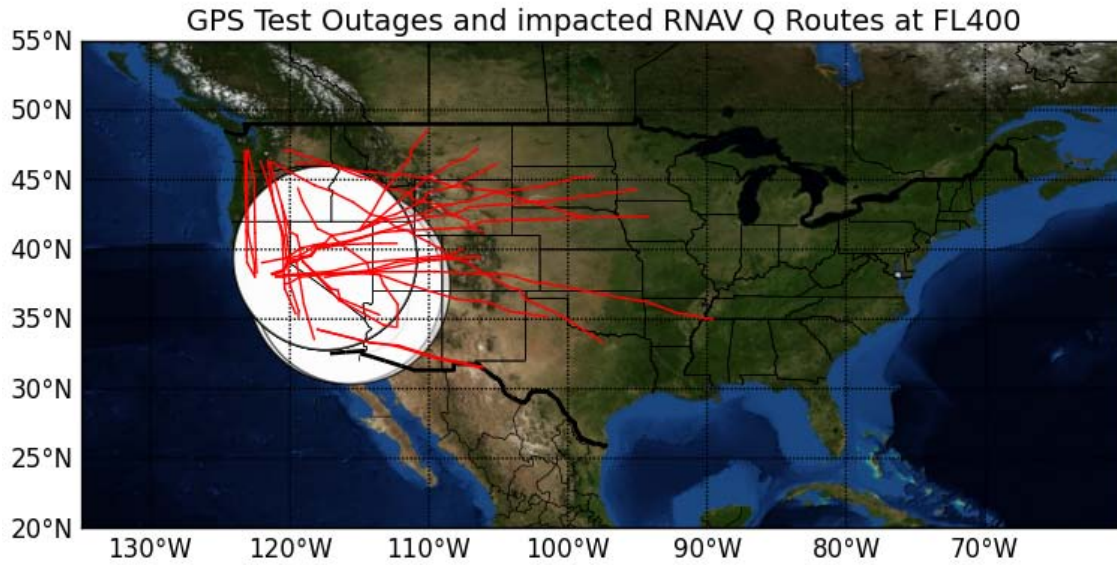 GPS Test Outages and impacted RNAV Q Routes at FL400
55°N
50°N
45°N
40°N
35°N
30°N
25°N
20°N
130°W 120°W 110°W 100°W 90°W 80°W 70°W